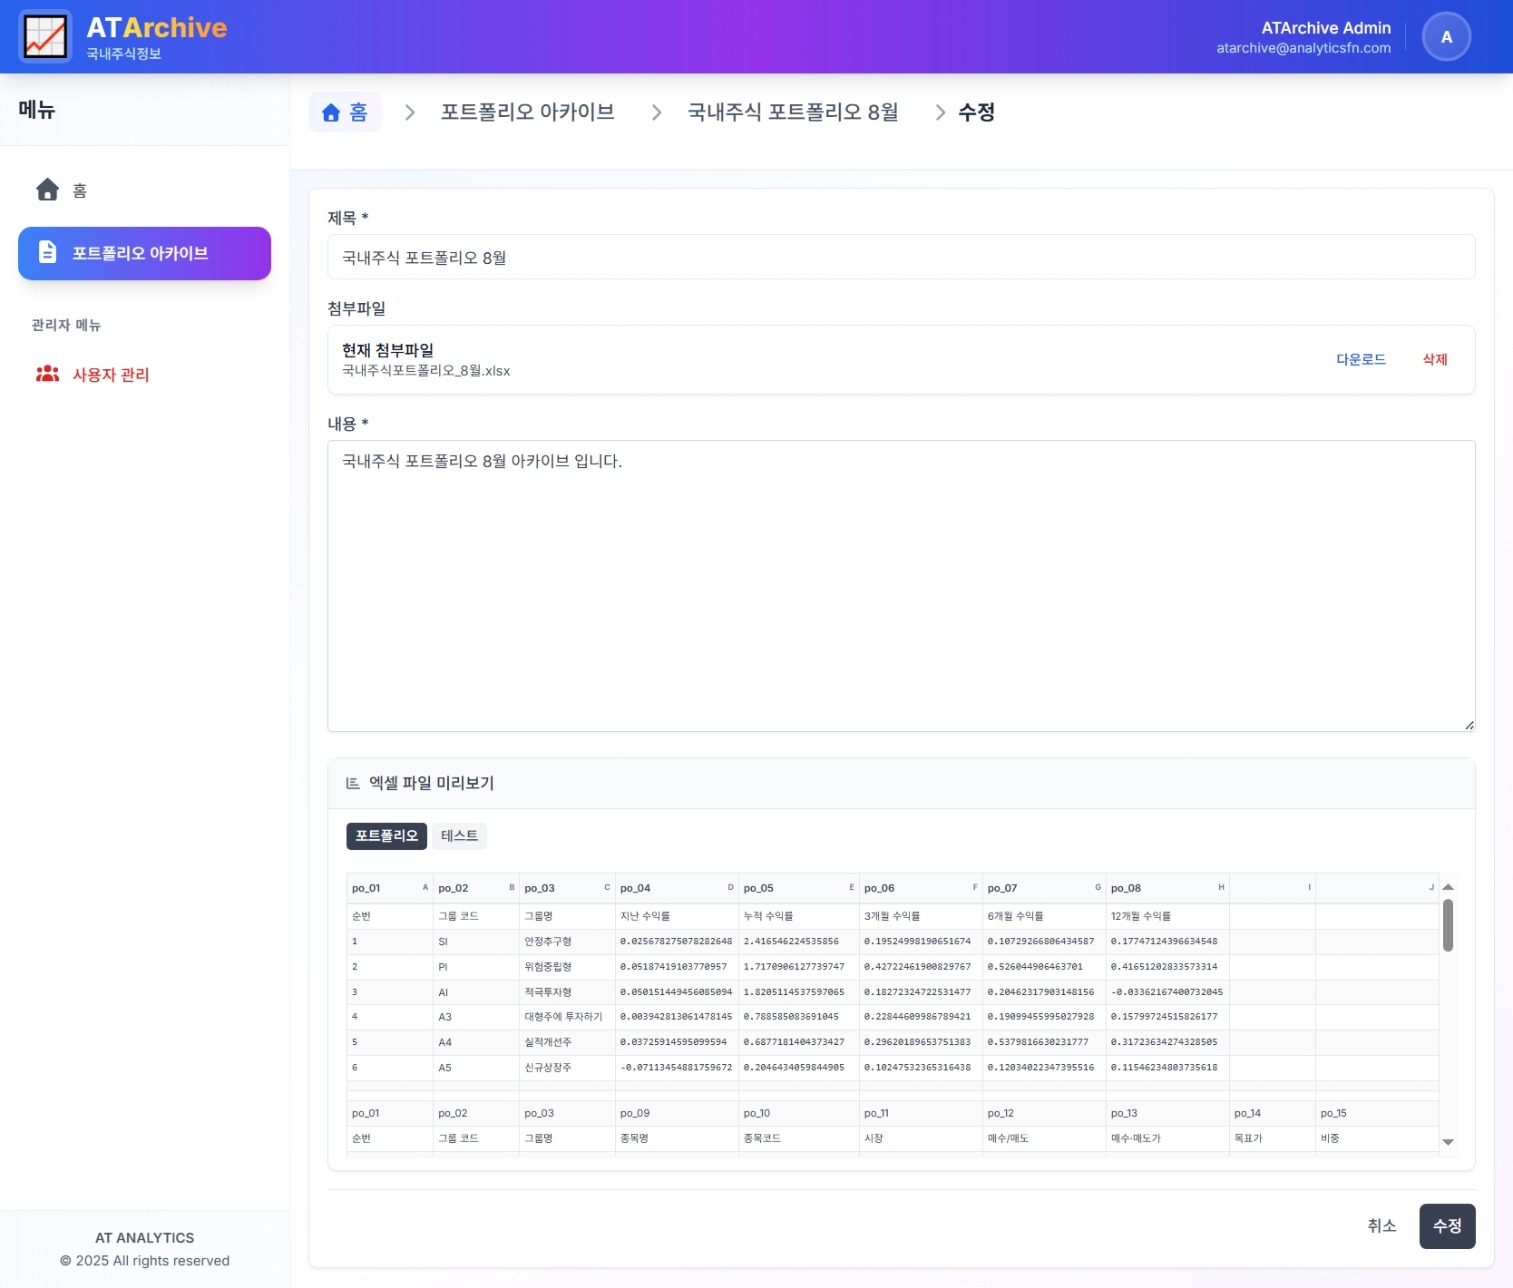 ATArchive
국내주식정보
ATArchive Admin
atarchive@analyticsfn.com
A
메뉴
홈
포트폴리오 아카이브
관리자 메뉴
사용자 관리
홈 > 포트폴리오 아카이브 > 국내주식 포트폴리오 8월 > 수정
제목 *
국내주식 포트폴리오 8월
첨부파일
현재 첨부파일
국내주식포트폴리오_8월.xlsx
다운로드 삭제
내용 *
국내주식 포트폴리오 8월 아카이브 입니다.
엑셀 파일 미리보기
포트폴리오 테스트
po_01 A po_02 B po_03 C po_04 D po_05 E po_06 F po_07 G po_08 H I J
순번 그룹 코드 그룹명 지난 수익률 누적 수익률 3개월 수익률 6개월 수익률 12개월 수익률
1 SI 안정추구형 0.025678275078282648 2.416546224535856 0.19524998190651674 0.10729266806434587 0.17747124396634548
2 PI 위험중립형 0.05187419103770957 1.7170906127739747 0.42722461900829767 0.526044906463701 0.41651202833573314
3 AI 적극투자형 0.050151449456085094 1.8205114537597065 0.18272324722531477 0.20462317903148156 -0.03362167400732045
4 A3 대형주에 투자하기 0.003942813061478145 0.788585083691045 0.22844609986789421 0.19099455995027928 0.15799724515826177
5 A4 실적개선주 0.03725914595099594 0.6877181404373427 0.29620189653751383 0.5379816630231777 0.31723634274328505
6 A5 신규상장주 -0.07113454881759672 0.2046434059844905 0.10247532365316438 0.12034022347395516 0.11546234803735618
po_01 po_02 po_03 po_09 po_10 po_11 po_12 po_13 po_14 po_15
순번 그룹 코드 그룹명 종목명 종목코드 시장 매수/매도 매수·매도가 목표가 비중
취소 수정
AT ANALYTICS
© 2025 All rights reserved